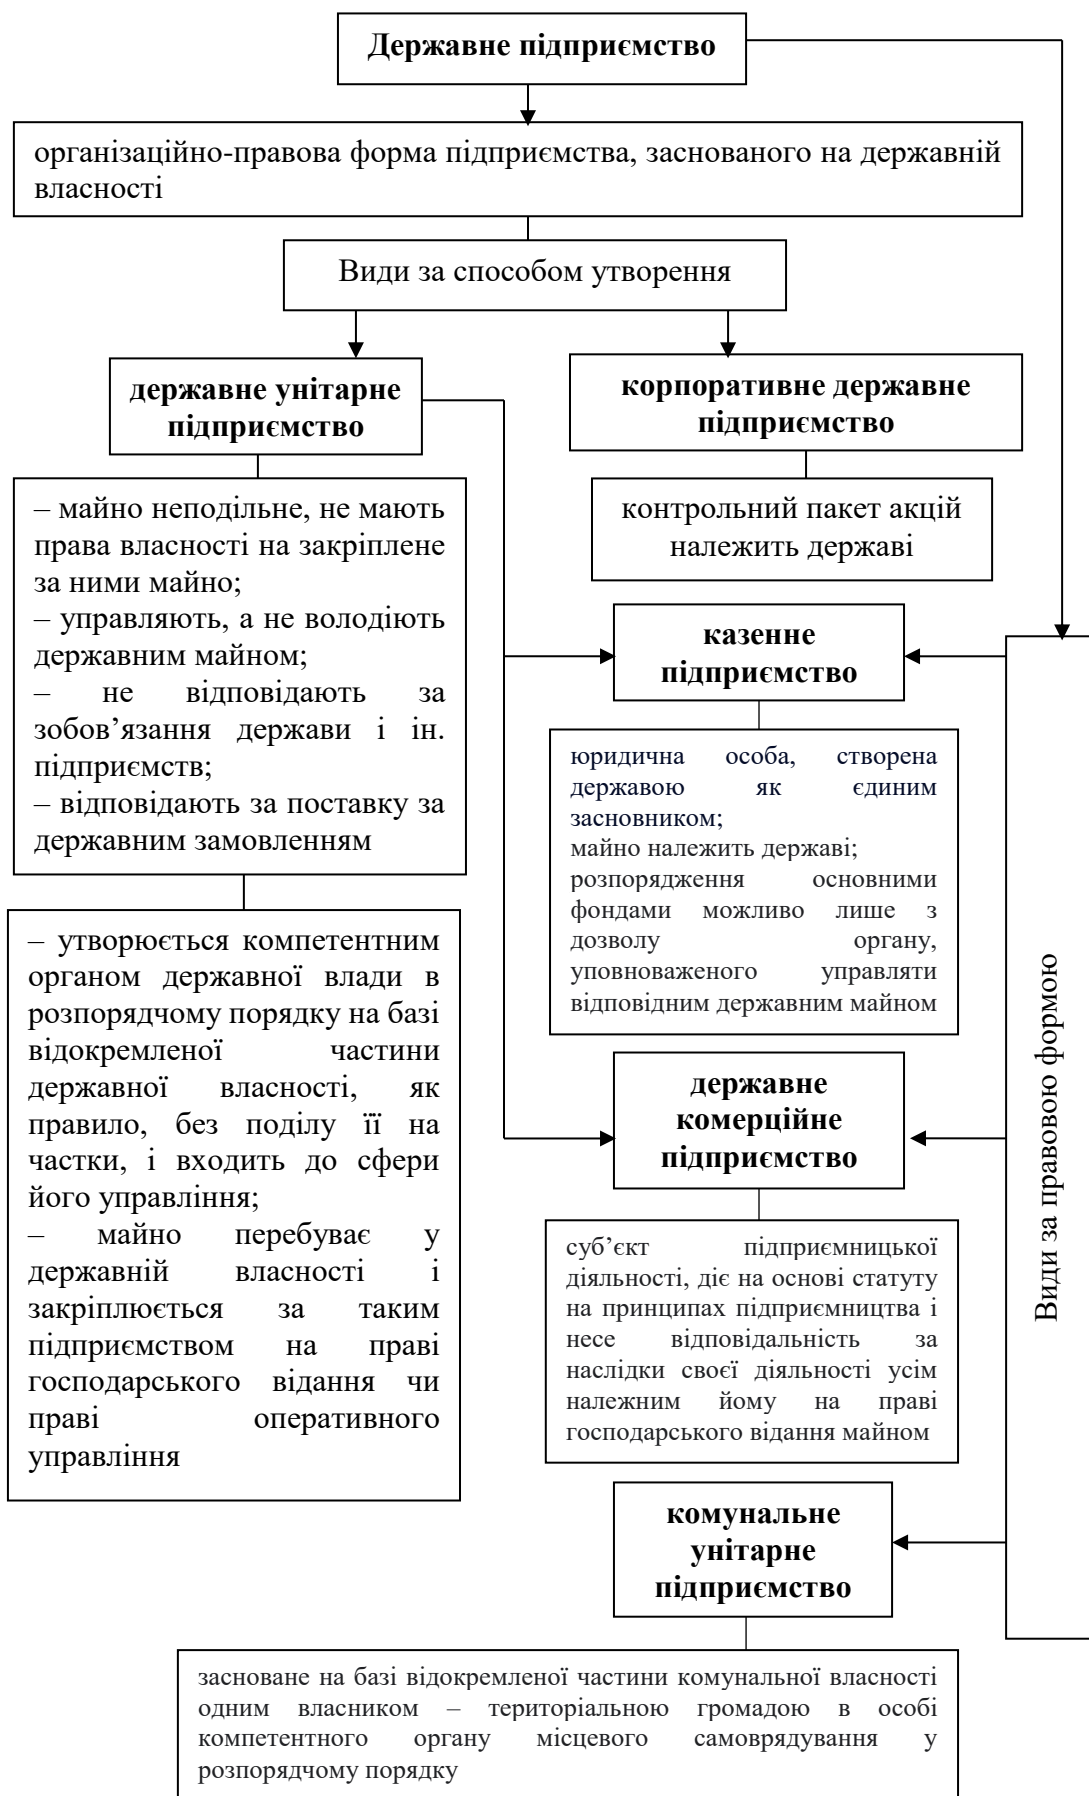 Державне підприємство
організаційно-правова форма підприємства, заснованого на державній
власності
Види за способом утворення
державне унітарне
підприємство
корпоративне державне
підприємство
– майно неподільне, не мають
права власності на закріплене
за ними майно;
– управляють, а не володіють
державним майном;
– не відповідають за
зобов’язання держави і ін.
підприємств;
– відповідають за поставку за
державним замовленням
контрольний пакет акцій
належить державі
казенне
підприємство
юридична особа, створена
державою як єдиним
засновником;
майно належить державі;
розпорядження основними
фондами можливо лише з
дозволу органу,
уповноваженого управляти
відповідним державним майном
– утворюється компетентним
органом державної влади в
розпорядчому порядку на базі
відокремленої частини
державної власності, як
правило, без поділу її на
частки, і входить до сфери
його управління;
– майно перебуває у
державній власності і
закріплюється за таким
підприємством на праві
господарського відання чи
праві оперативного
управління
державне
комерційне
підприємство
суб’єкт підприємницької
діяльності, діє на основі статуту
на принципах підприємництва і
несе відповідальність за
наслідки своєї діяльності усім
належним йому на праві
господарського відання майном
Види за правовою формою
комунальне
унітарне
підприємство
засноване на базі відокремленої частини комунальної власності
одним власником – територіальною громадою в особі
компетентного органу місцевого самоврядування у
розпорядчому порядку